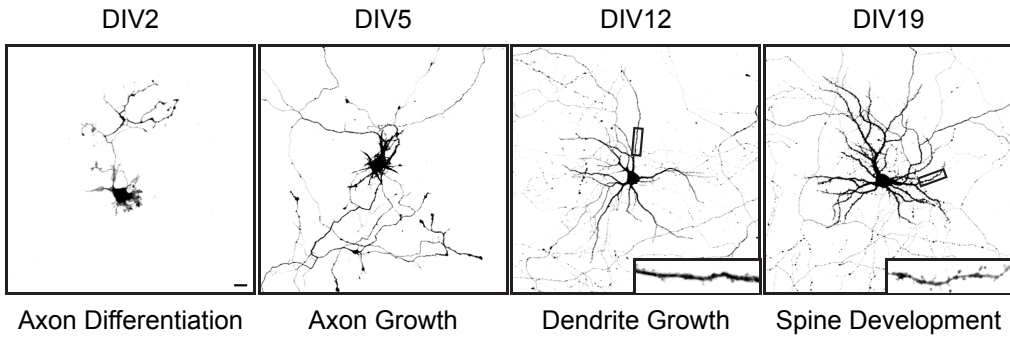 DIV2
DIV5
DIV12
DIV19
Axon Differentiation
Axon Growth
Dendrite Growth
Spine Development